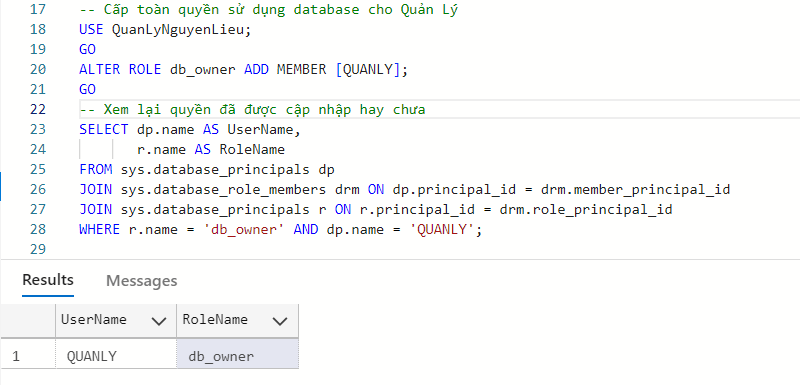 17 -- Cấp toàn quyền sử dụng database cho Quản Lý
18 USE QuanLyNguyenLieu;
19 GO
20 ALTER ROLE db_owner ADD MEMBER [QUANLY];
21 GO
22 -- Xem lại quyền đã được cập nhập hay chưa
23 SELECT dp.name AS UserName,
24 r.name AS RoleName
25 FROM sys.database_principals dp
26 JOIN sys.database_role_members drm ON dp.principal_id = drm.member_principal_id
27 JOIN sys.database_principals r ON r.principal_id = drm.role_principal_id
28 WHERE r.name = 'db_owner' AND dp.name = 'QUANLY';
29
Results Messages
UserName RoleName
1 QUANLY db_owner